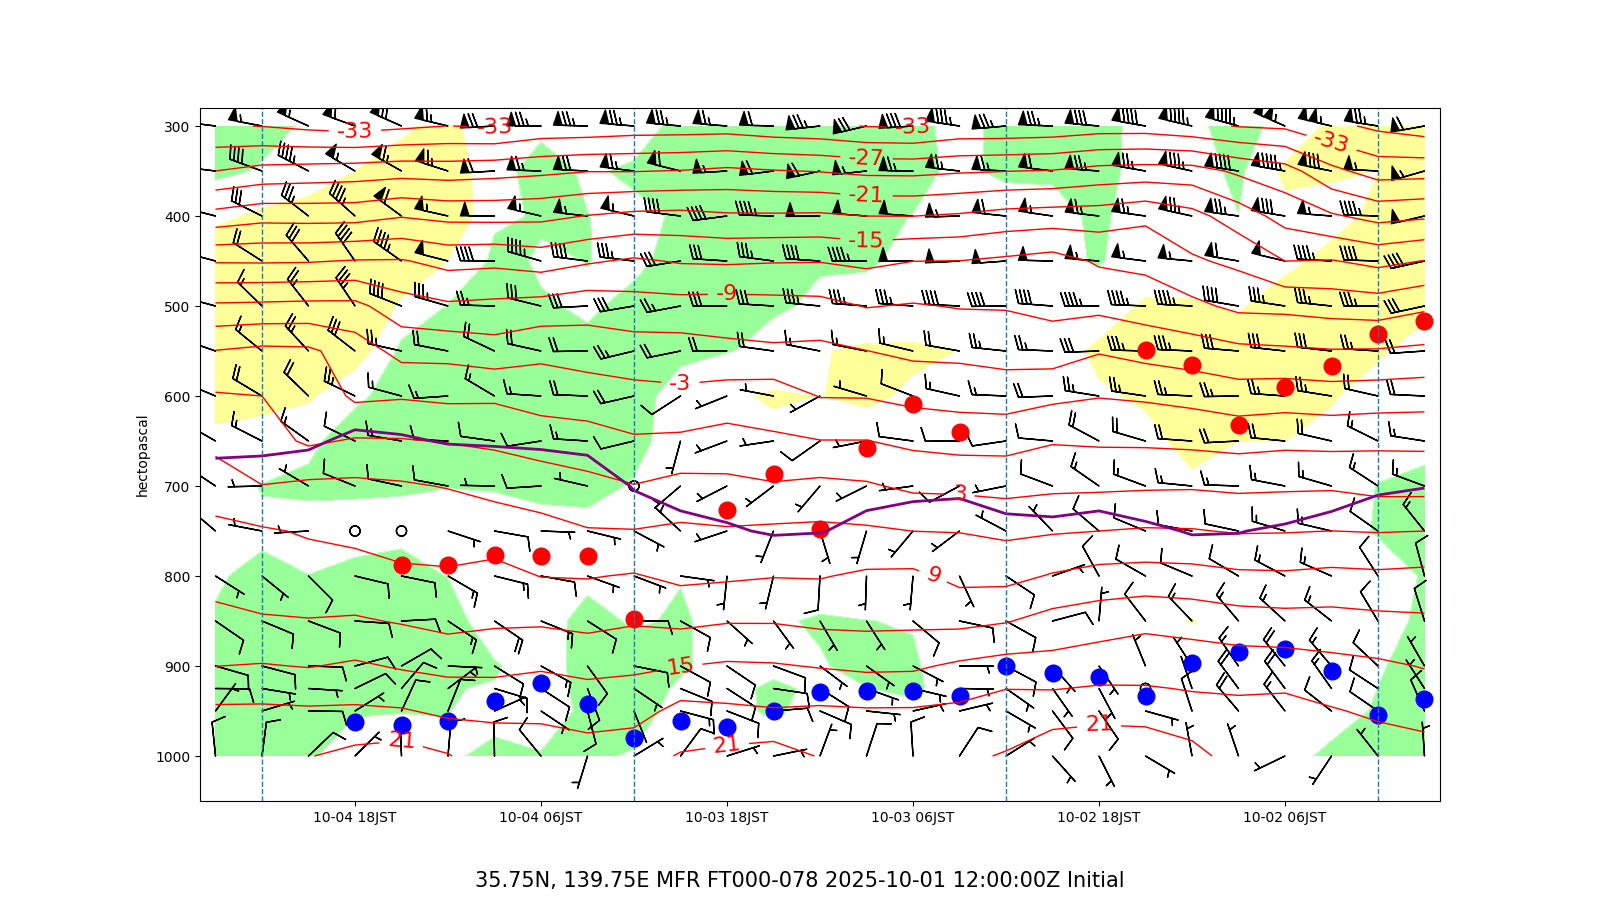 300
400
500
600
700
800
900
1000
hectopascal
-33
-33
-33
-33
-27
-21
-15
-9
-3
3
9
15
21
21
21
10-04 18JST
10-04 06JST
10-03 18JST
10-03 06JST
10-02 18JST
10-02 06JST
35.75N, 139.75E MFR FT000-078 2025-10-01 12:00:00Z Initial